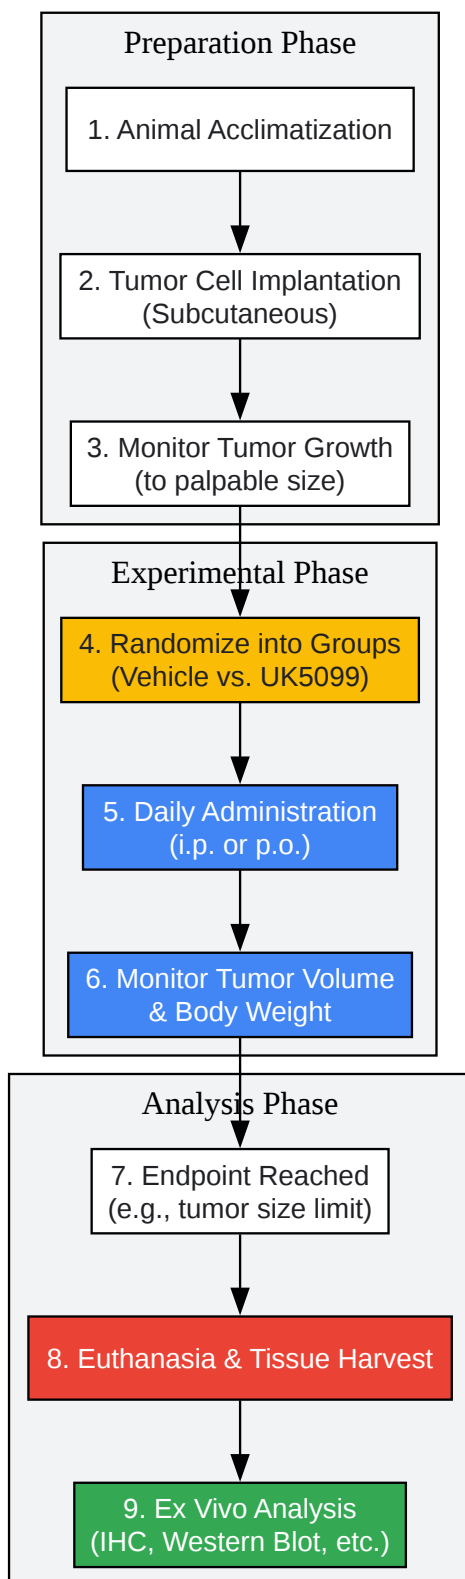 Preparation Phase
1. Animal Acclimatization
2. Tumor Cell Implantation
(Subcutaneous)
3. Monitor Tumor Growth
(to palpable size)
Experimental Phase
4. Randomize into Groups
(Vehicle vs. UK5099)
5. Daily Administration
(i.p. or p.o.)
6. Monitor Tumor Volume
& Body Weight
Analysis Phase
7. Endpoint Reached
(e.g., tumor size limit)
8. Euthanasia & Tissue Harvest
9. Ex Vivo Analysis
(IHC, Western Blot, etc.)